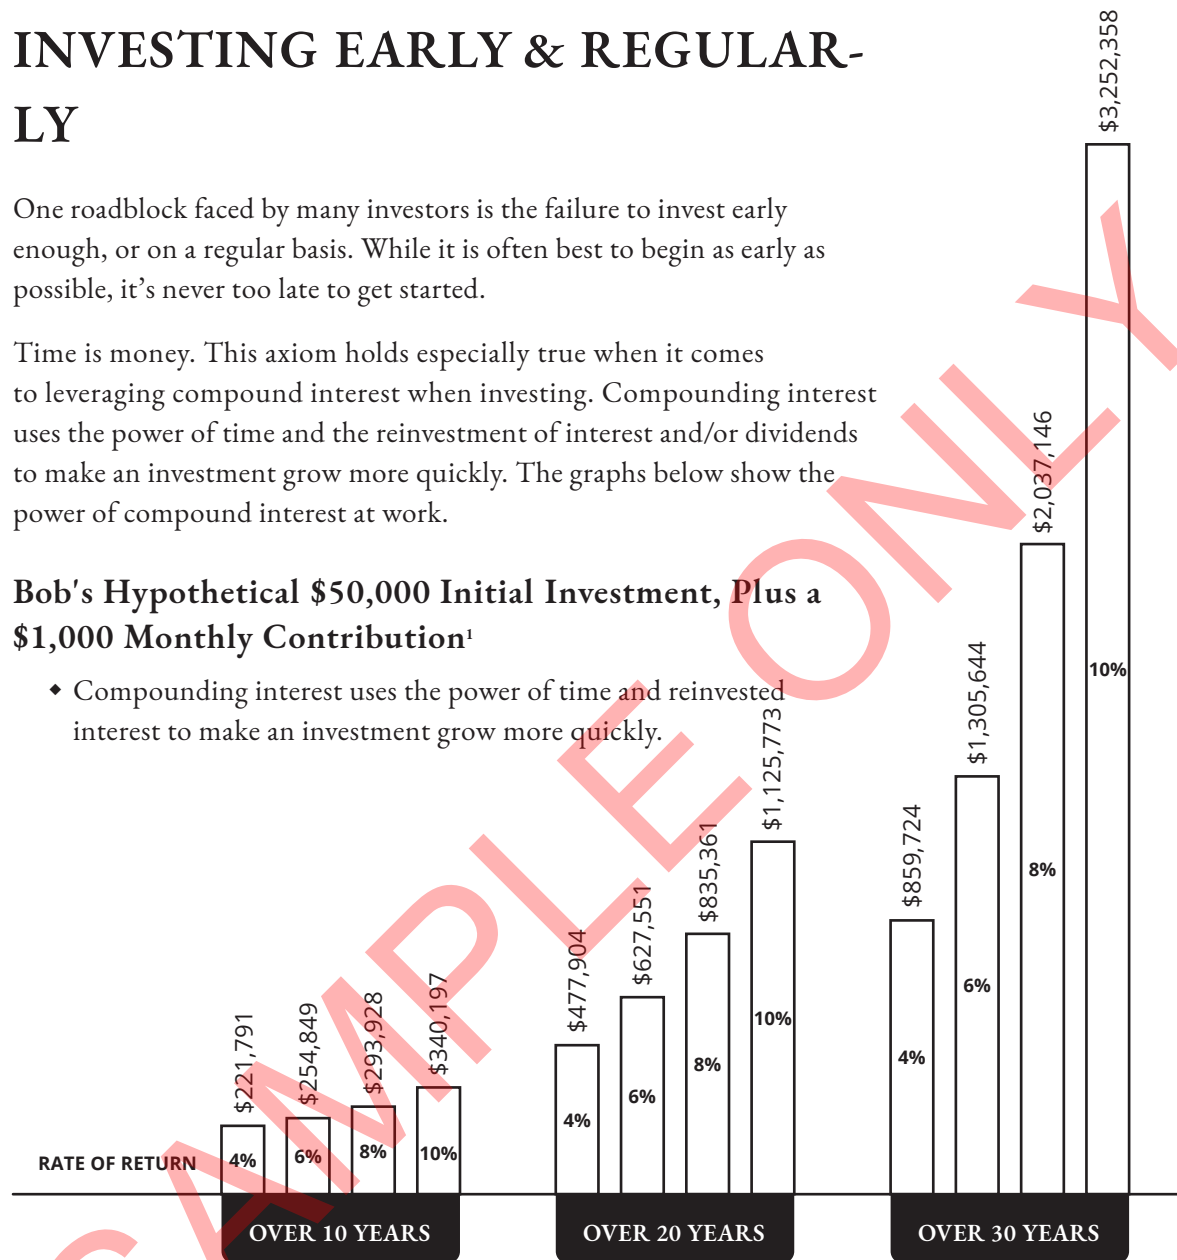 INVESTING EARLY & REGULAR-
LY
One roadblock faced by many investors is the failure to invest early
enough, or on a regular basis. While it is often best to begin as early as
possible, it’s never too late to get started.
Time is money. This axiom holds especially true when it comes
to leveraging compound interest when investing. Compounding interest
uses the power of time and the reinvestment of interest and/or dividends
to make an investment grow more quickly. The graphs below show the
power of compound interest at work.
Bob's Hypothetical $50,000 Initial Investment, Plus a
$1,000 Monthly Contribution¹
◆ Compounding interest uses the power of time and reinvested
interest to make an investment grow more quickly.
RATE OF RETURN
$221,791
4%
$254,849
6%
$293,928
8%
$340,197
10%
OVER 10 YEARS
$477,904
4%
$627,551
6%
$835,361
8%
$1,125,773
10%
OVER 20 YEARS
$859,724
4%
$1,305,644
6%
$2,037,146
8%
$3,252,358
10%
OVER 30 YEARS
SAMPLE ONLY